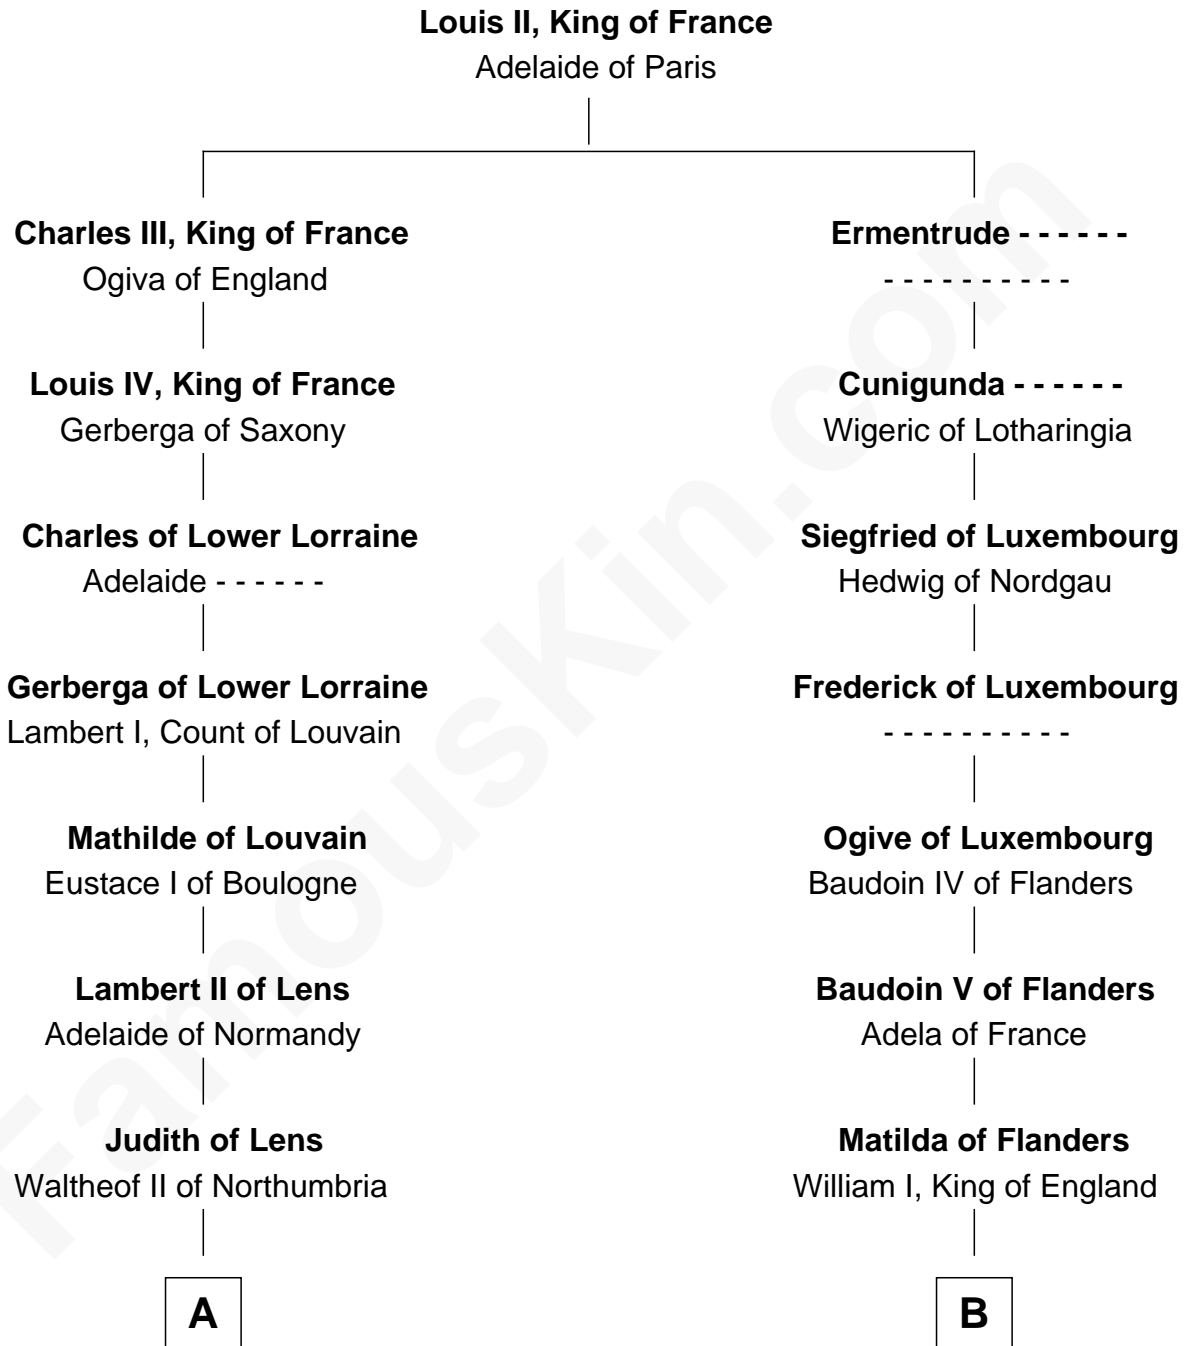 Louis II, King of France
Adelaide of Paris
Charles III, King of France
Ogiva of England
Louis IV, King of France
Gerberga of Saxony
Charles of Lower Lorraine
Adelaide - - - - - -
Gerberga of Lower Lorraine
Lambert I, Count of Louvain
Mathilde of Louvain
Eustace I of Boulogne
Lambert II of Lens
Adelaide of Normandy
Judith of Lens
Waltheof II of Northumbria
A
Ermentrude - - - - - -
- - - - - - - - - -
Cunigunda - - - - - -
Wigeric of Lotharingia
Siegfried of Luxembourg
Hedwig of Nordgau
Frederick of Luxembourg
- - - - - - - - - -
Ogive of Luxembourg
Baudoin IV of Flanders
Baudoin V of Flanders
Adela of France
Matilda of Flanders
William I, King of England
B
FamousKin.com